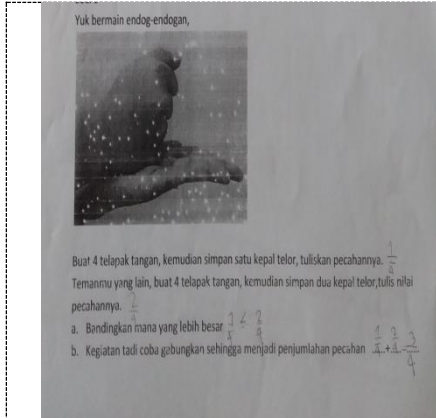 Yuk bermain endog-endogan,
Buat 4 telapak tangan, kemudian simpan satu kepal telor, tuliskan pecahannya. 1/4
Temanmu yang lain, buat 4 telapak tangan, kemudian simpan dua kepal telor,tulis nilai
pecahannya. 2/4
a. Bandingkan mana yang lebih besar 1/4 < 2/4
b. Kegiatan tadi coba gabungkan sehingga menjadi penjumlahan pecahan 1/4 + 2/4 = 3/4